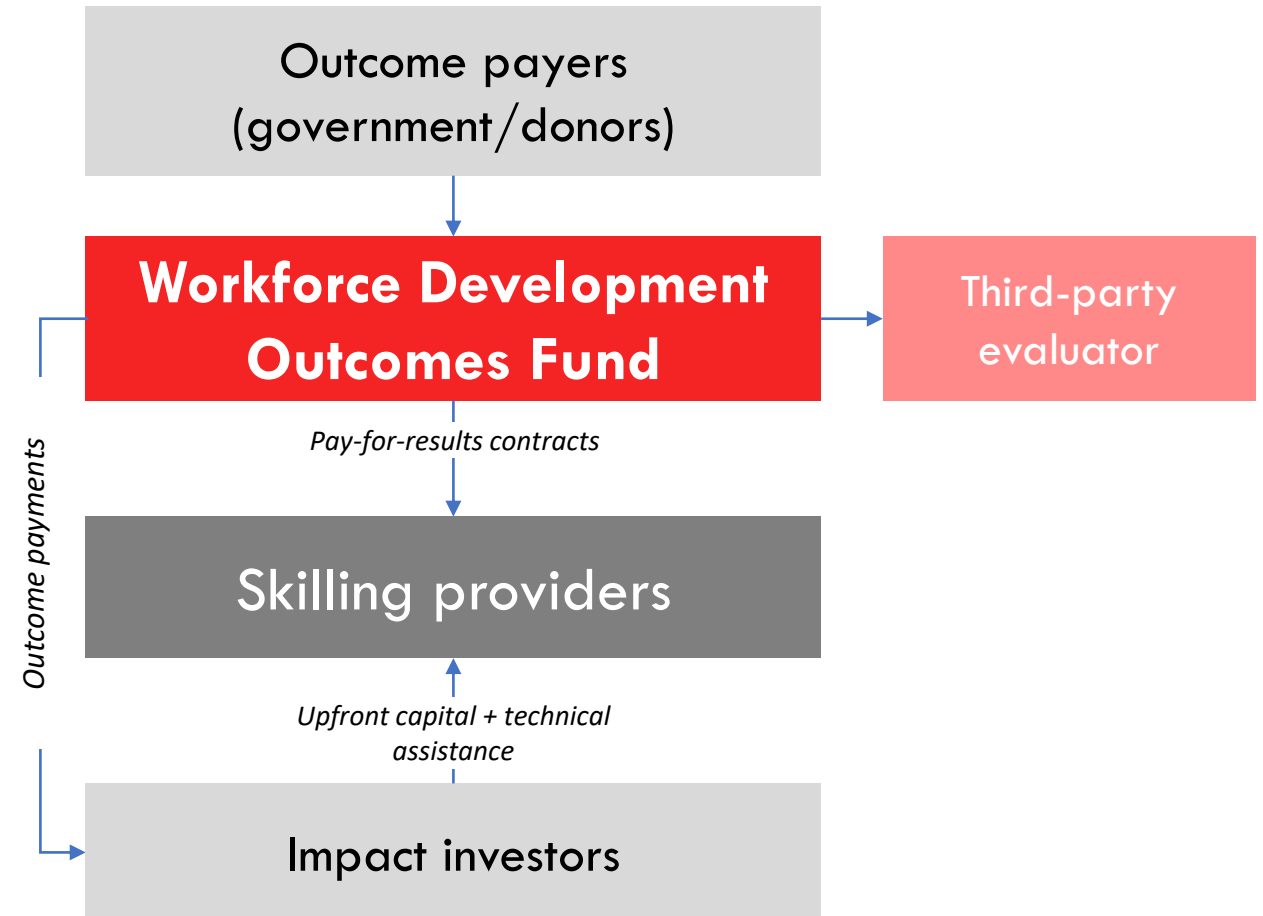 Outcome payers
(government/donors)
Workforce Development
Outcomes Fund
Third-party
evaluator
Pay-for-results contracts
Outcome payments
Skilling providers
Upfront capital + technical
assistance
Impact investors